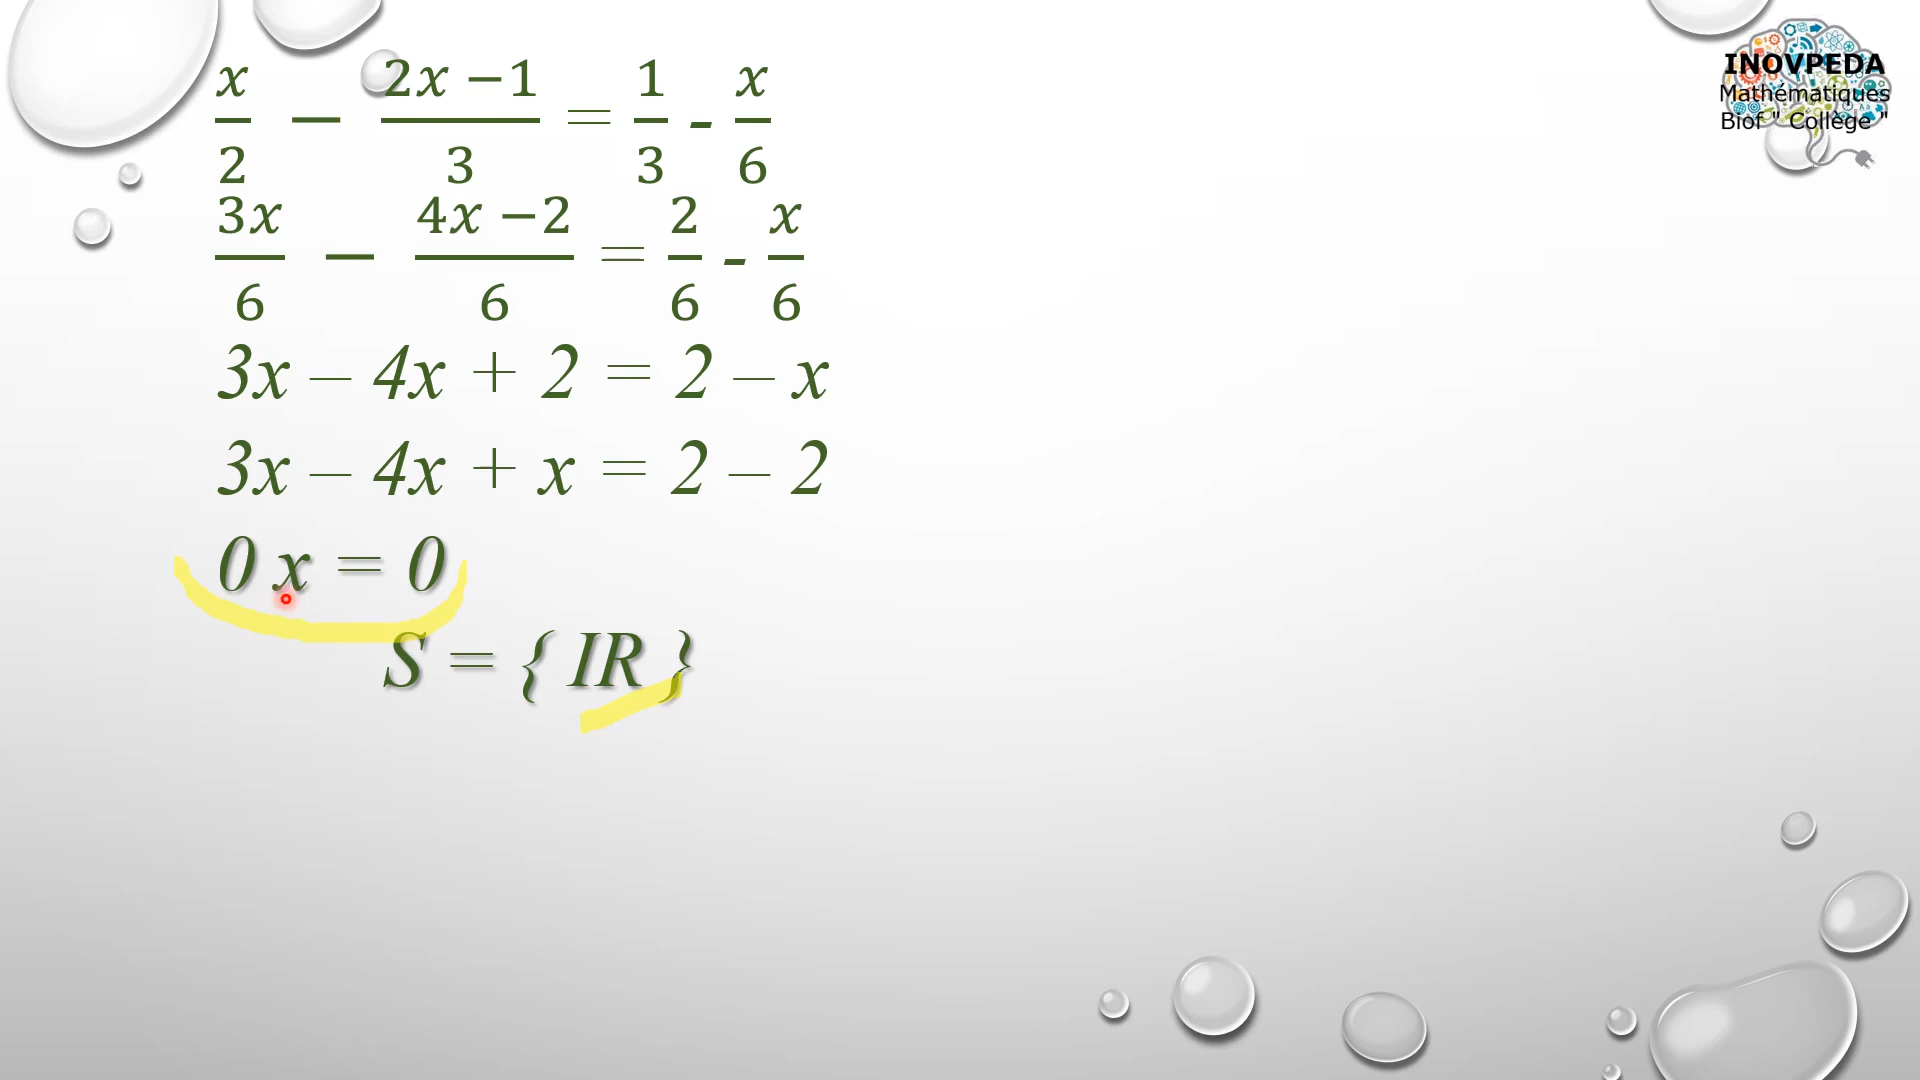 x/2 − (2x −1)/3 = 1/3 - x/6
3x/6 − (4x −2)/6 = 2/6 - x/6
3x – 4x + 2 = 2 – x
3x – 4x + x = 2 – 2
0 x = 0
S = { IR }
INOVPEDA
Mathématiques
Biof " Collège "